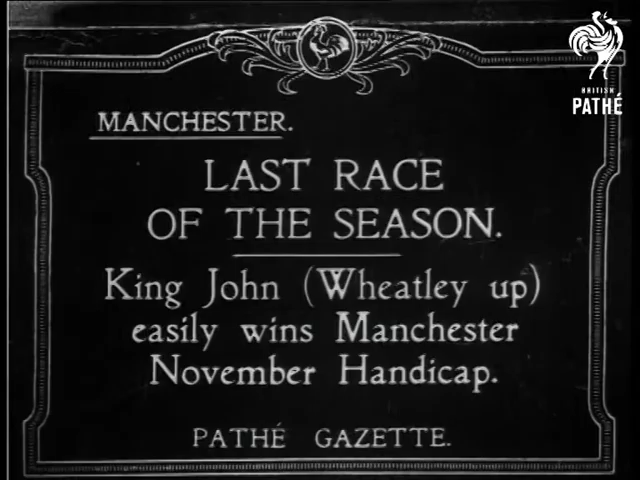 BRITISH
PATHÉ
MANCHESTER.
LAST RACE
OF THE SEASON.
King John (Wheatley up)
easily wins Manchester
November Handicap.
PATHÉ GAZETTE.